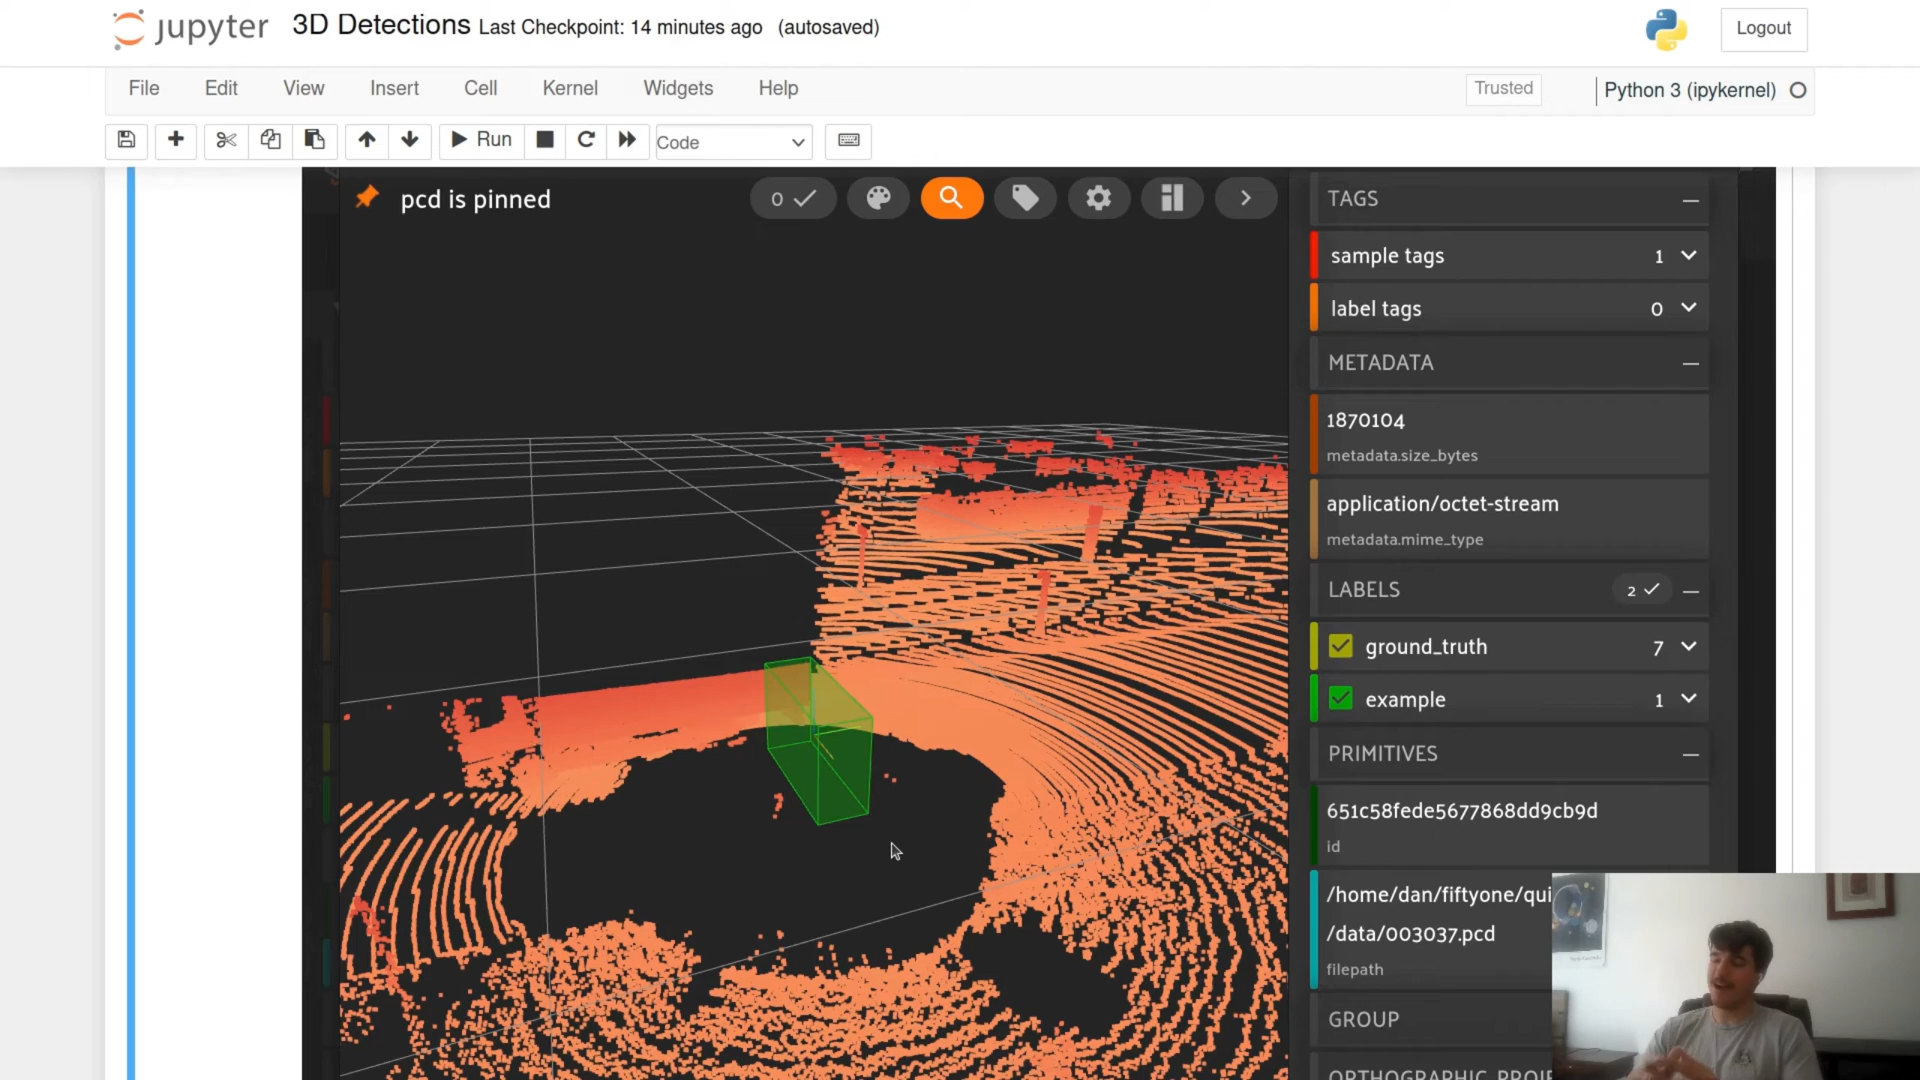 jupyter 3D Detections Last Checkpoint: 14 minutes ago (autosaved) Logout
File Edit View Insert Cell Kernel Widgets Help Trusted Python 3 (ipykernel)
Run Code
pcd is pinned 0
TAGS
sample tags 1
label tags 0
METADATA
1870104
metadata.size_bytes
application/octet-stream
metadata.mime_type
LABELS 2
ground_truth 7
example 1
PRIMITIVES
651c58fede5677868dd9cb9d
id
/home/dan/fiftyone/qui
/data/003037.pcd
filepath
GROUP
ORTHOGRAPHIC_PROJE